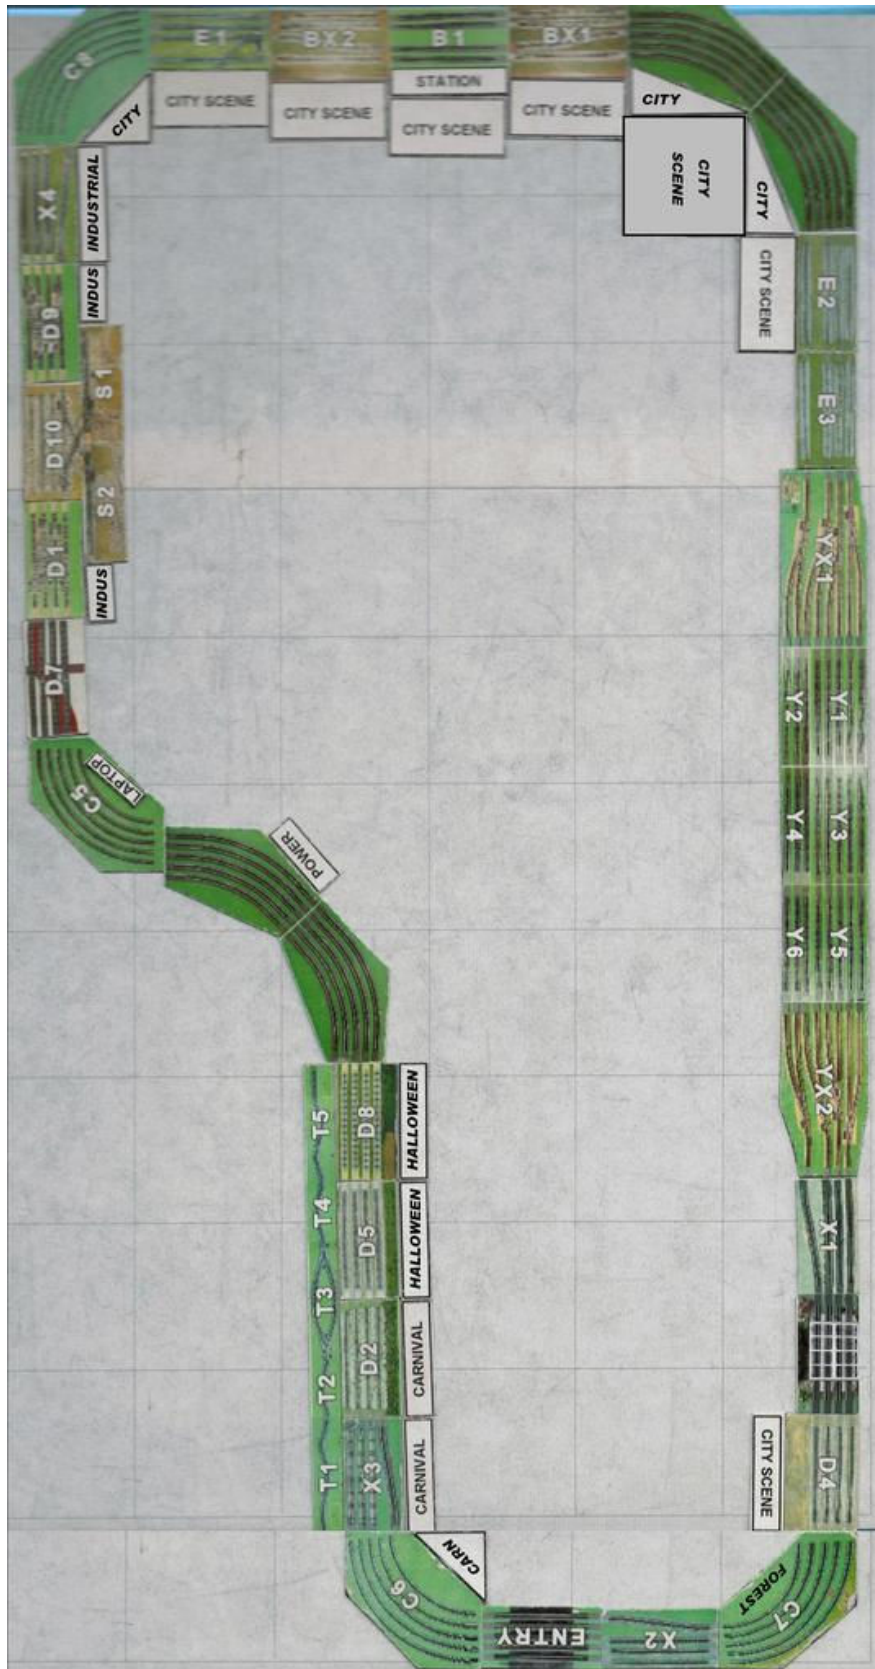 E1
BX2
B1
BX1
C8
STATION
CITY SCENE
CITY SCENE
CITY SCENE
CITY SCENE
CITY
CITY
CITY
SCENE
CITY
X4
INDUSTRIAL
CITY SCENE
E2
D9
INDUS
S1
E3
D10
S2
D1
INDUS
YX1
D7
Y2
Y1
LAPTOP
C5
Y4
Y3
POWER
Y6
Y5
T5
D8
HALLOWEEN
YX2
T4
D5
HALLOWEEN
X1
T3
D2
CARNIVAL
T2
T1
X3
CARNIVAL
CITY SCENE
D4
CARN
C6
FOREST
C7
ENTRY
X2